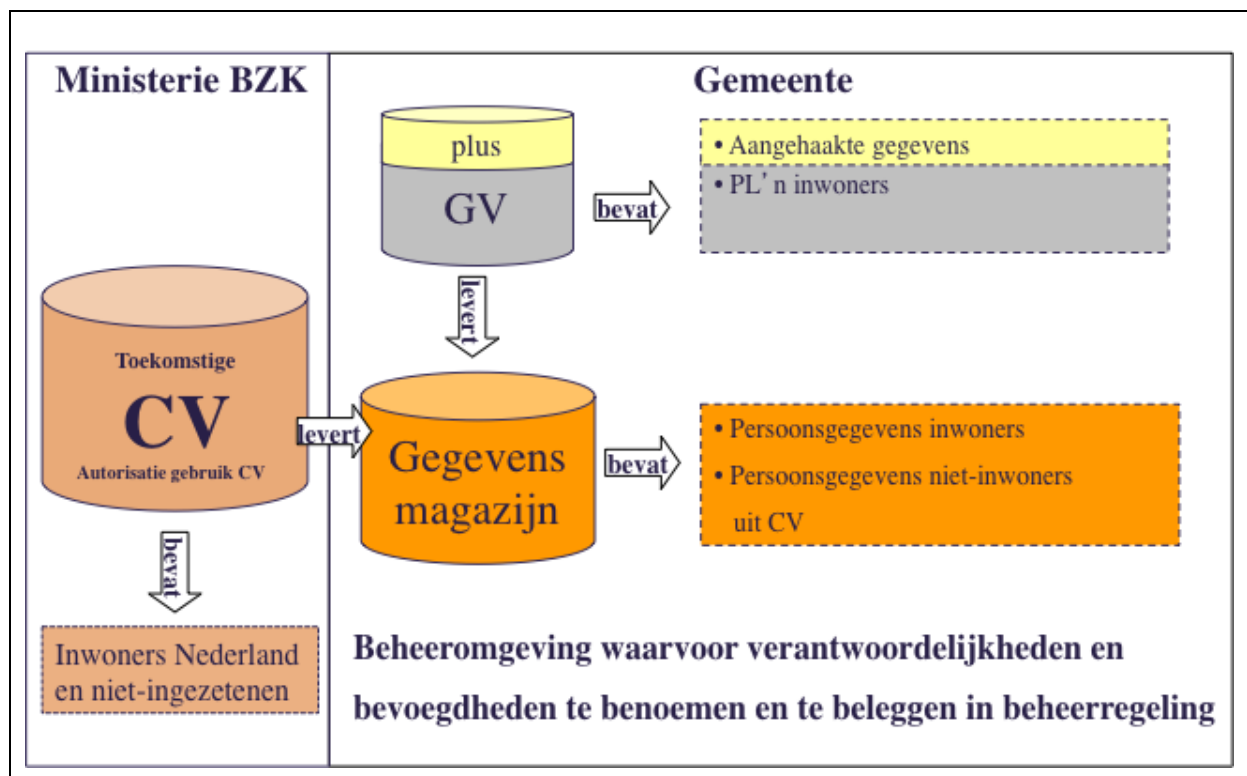 Ministerie BZK
Gemeente
plus
GV
bevat
• Aangehaakte gegevens
• PL'n inwoners
levert
Toekomstige
CV
Autorisatie gebruik CV
levert
Gegevens
magazijn
bevat
• Persoonsgegevens inwoners
• Persoonsgegevens niet-inwoners
uit CV
bevat
Inwoners Nederland
en niet-ingezetenen
Beheeromgeving waarvoor verantwoordelijkheden en
bevoegdheden te benoemen en te beleggen in beheerregeling